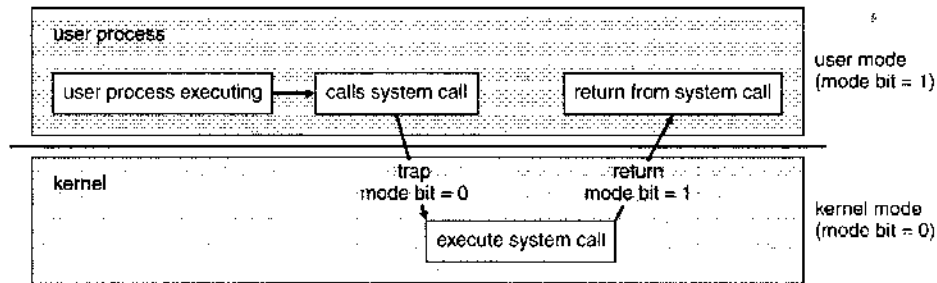 user process
user process executing
calls system call
return from system call
user mode
(mode bit = 1)
trap
mode bit = 0
return
mode bit = 1
kernel
execute system call
kernel mode
(mode bit = 0)